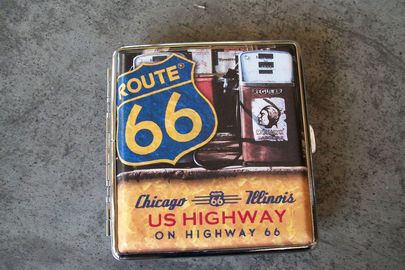 ROUTE®
66
REGULAR
Chicago 66 Illinois
US HIGHWAY
ON HIGHWAY 66